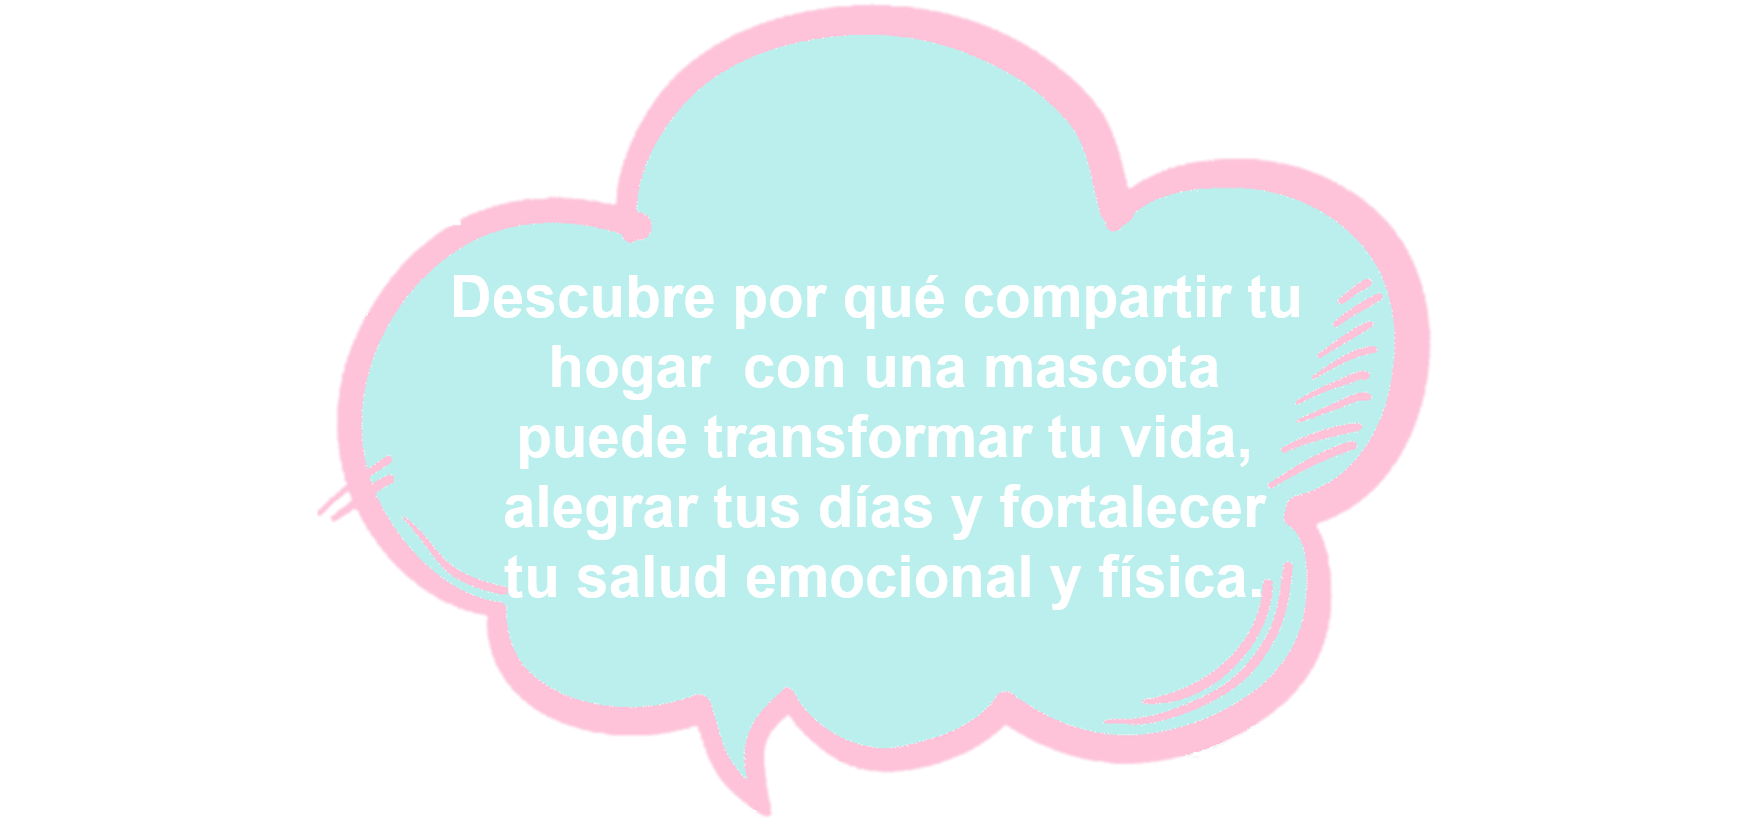 Descubre por qué compartir tu
hogar  con una mascota
puede transformar tu vida,
alegrar tus días y fortalecer
tu salud emocional y física.